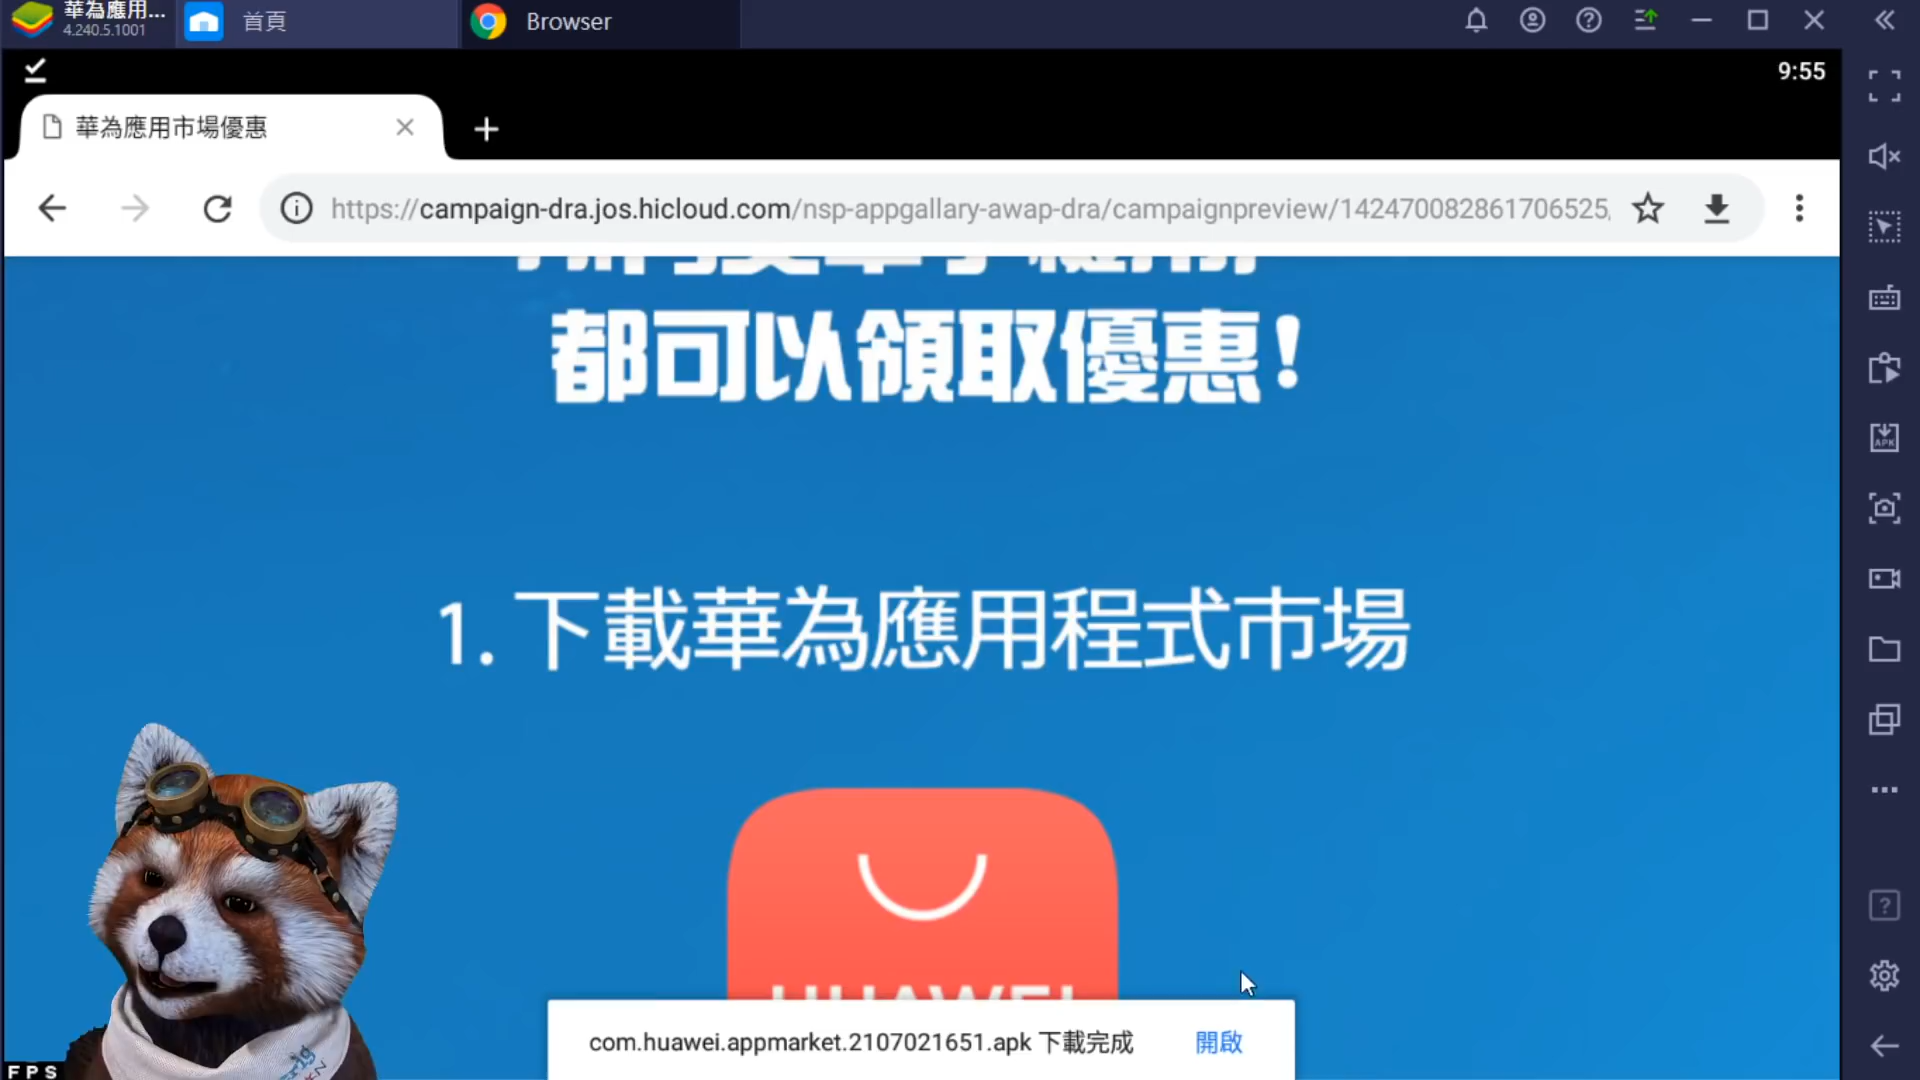 華為應用...
4.240.5.1001
首頁
Browser
9:55
華為應用市場優惠
https://campaign-dra.jos.hicloud.com/nsp-appgallary-awap-dra/campaignpreview/142470082861706525
都可以領取優惠!
1. 下載華為應用程式市場
HUAWEI
com.huawei.appmarket.2107021651.apk 下載完成
開啟
APK
FPS